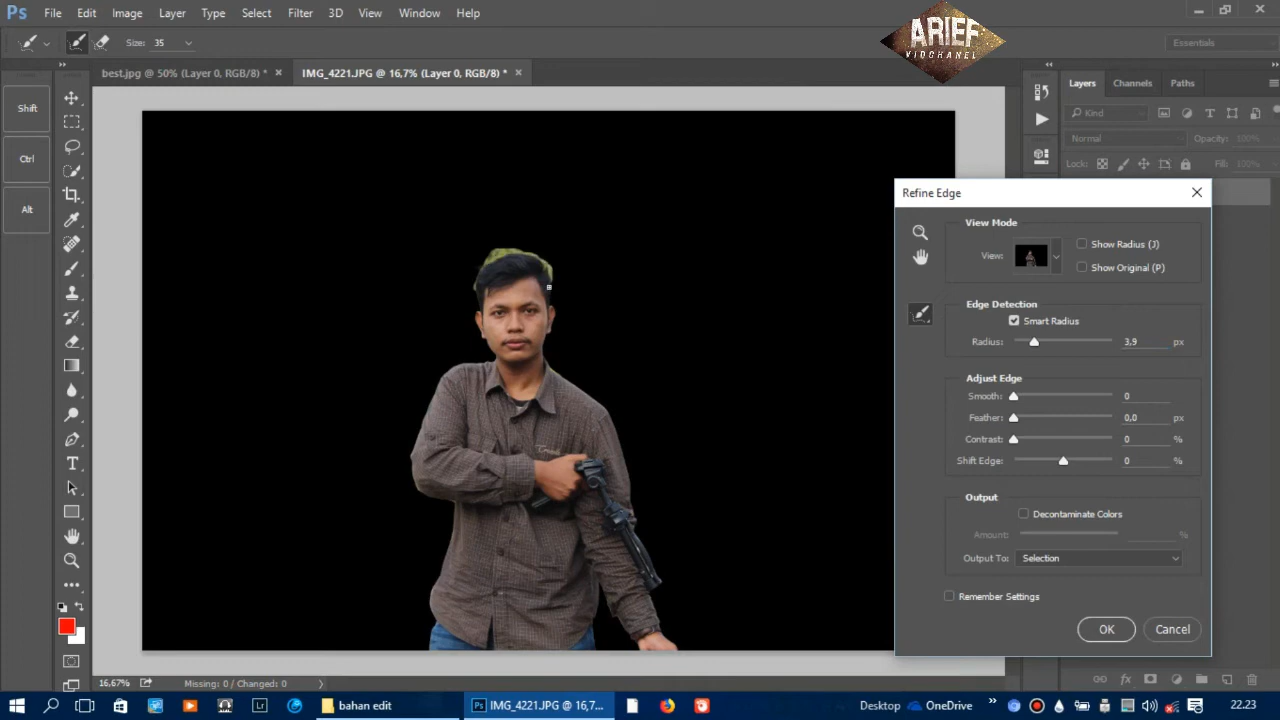 Ps File Edit Image Layer Type Select Filter 3D View Window Help
ARIEF
VIDCHANEL
Size: 35
Essentials
best.jpg @ 50% (Layer 0, RGB/8) *
IMG_4221.JPG @ 16,7% (Layer 0, RGB/8) *
Layers Channels Paths
Shift
Ctrl
Alt
Kind
Normal Opacity: 100%
Lock: Fill: 100%
Refine Edge
View Mode
View: Show Radius (J)
Show Original (P)
Edge Detection
Smart Radius
Radius: 3,9 px
Adjust Edge
Smooth: 0
Feather: 0,0 px
Contrast: 0 %
Shift Edge: 0 %
Output
Decontaminate Colors
Amount: %
Output To: Selection
Remember Settings
OK Cancel
16,67% Missing: 0 / Changed: 0
bahan edit
Ps IMG_4221.JPG @ 16,7...
Desktop OneDrive 22.23